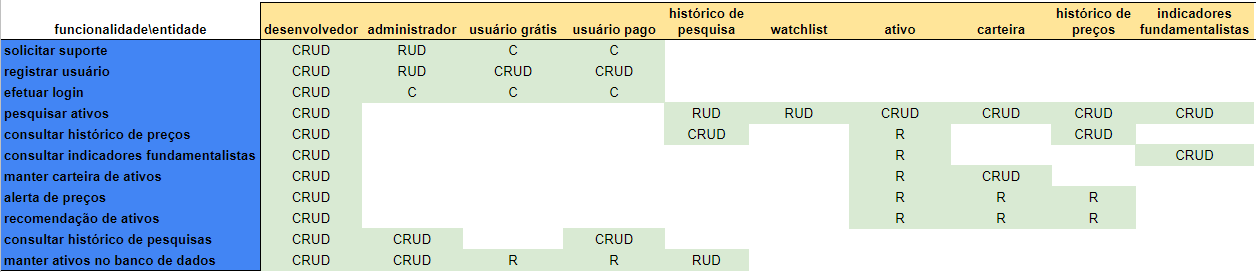 histórico de histórico de indicadores
funcionalidade\entidade desenvolvedor administrador usuário grátis usuário pago pesquisa watchlist ativo carteira preços fundamentalistas
solicitar suporte CRUD RUD C C
registrar usuário CRUD RUD CRUD CRUD
efetuar login CRUD C C C
pesquisar ativos CRUD RUD RUD CRUD CRUD CRUD CRUD
consultar histórico de preços CRUD CRUD R CRUD
consultar indicadores fundamentalistas CRUD R CRUD
manter carteira de ativos CRUD R CRUD
alerta de preços CRUD R R R
recomendação de ativos CRUD R R R
consultar histórico de pesquisas CRUD CRUD CRUD
manter ativos no banco de dados CRUD CRUD R R RUD